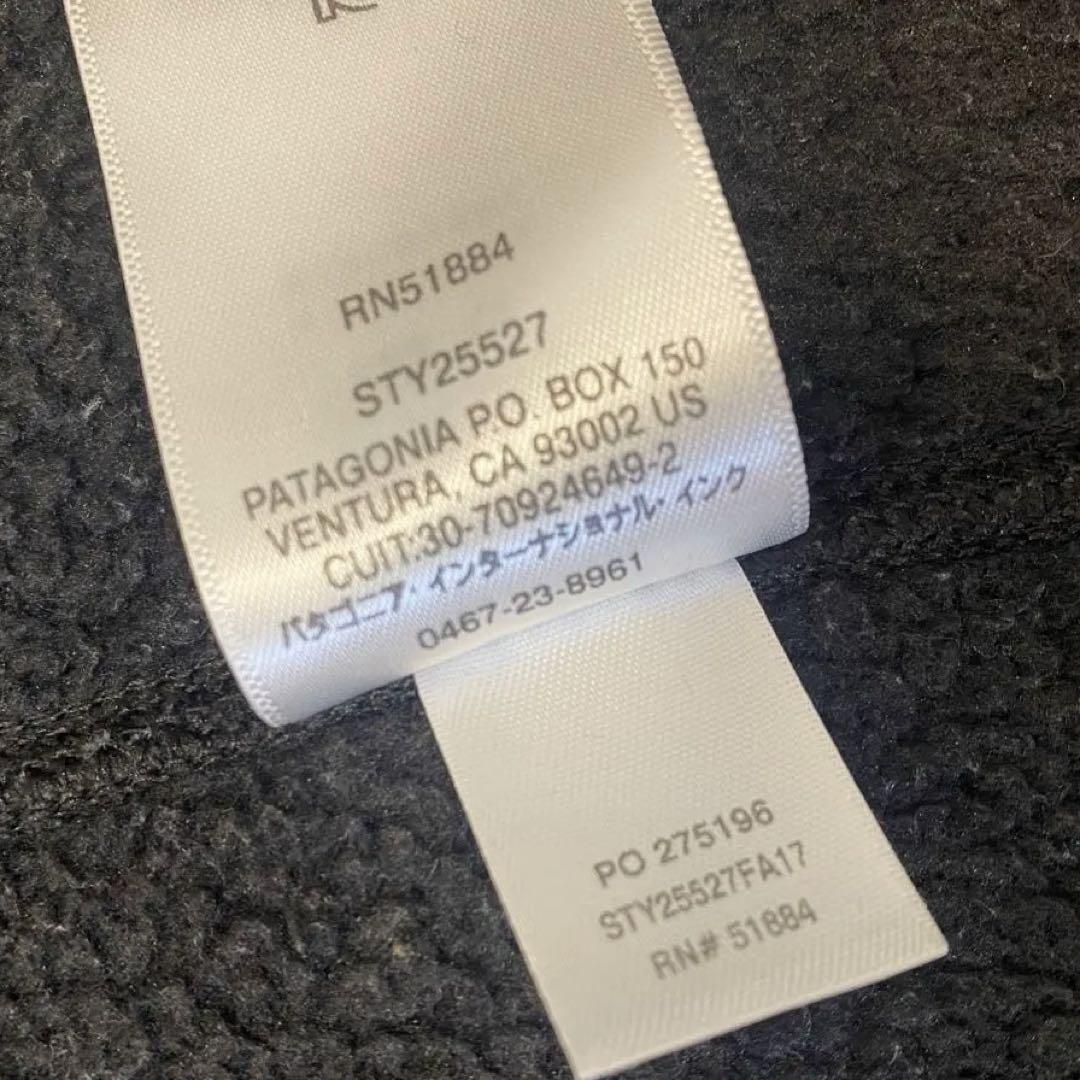 RN51884
STY25527
PATAGONIA P.O. BOX 150
VENTURA, CA 93002 US
CUIT:30-70924649-2
パタゴニア・インターナショナル・インク
0467-23-8961
PO 275196
STY25527FA17
RN# 51884